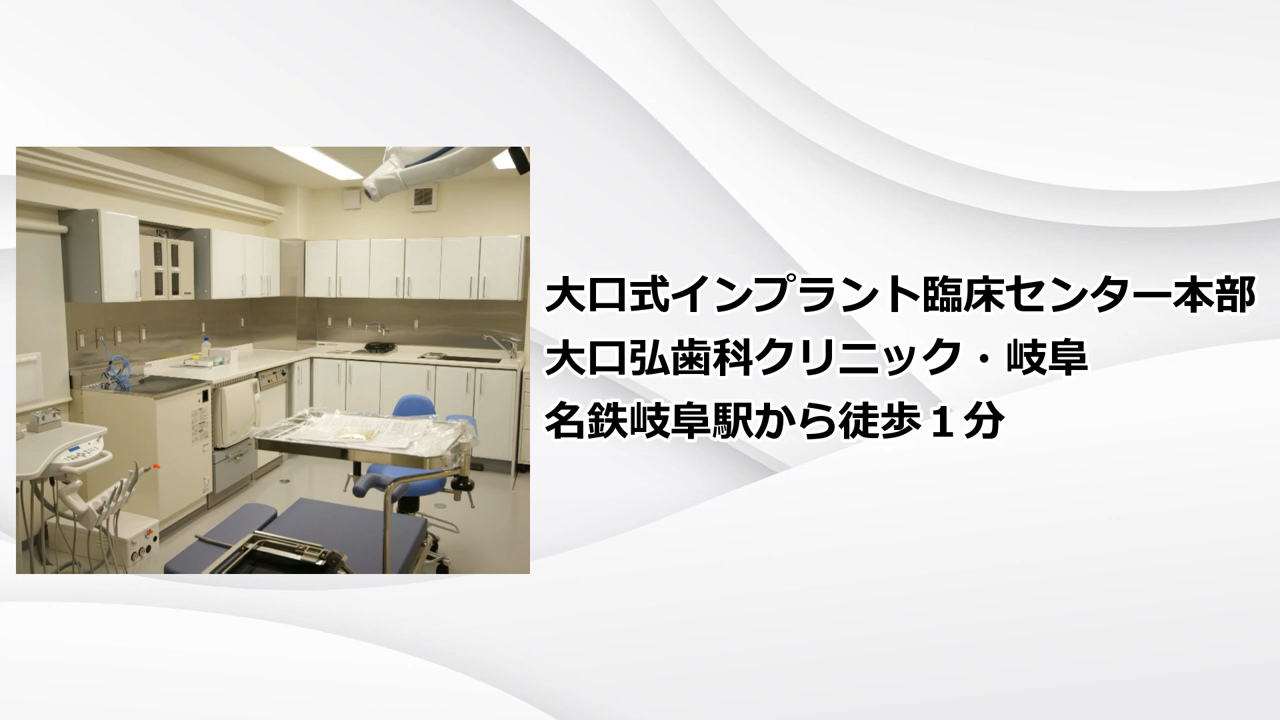 大口式インプラント臨床センター本部
大口弘歯科クリニック・岐阜
名鉄岐阜駅から徒歩１分